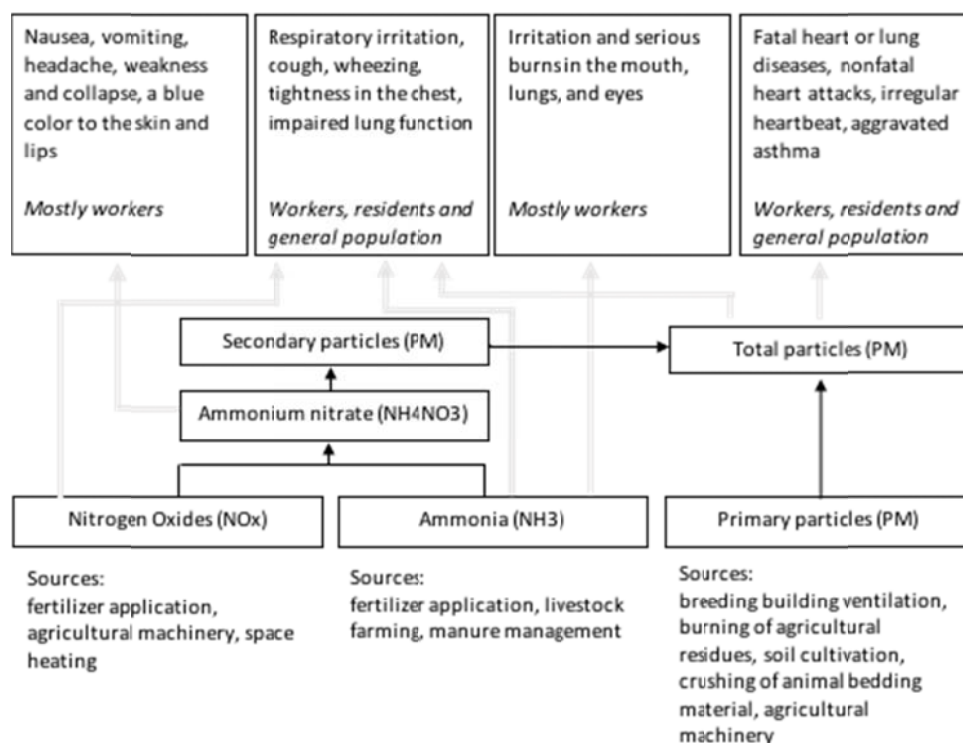 Nausea, vomiting,
headache, weakness
and collapse, a blue
color to the skin and
lips
Mostly workers
Respiratory irritation,
cough, wheezing,
tightness in the chest,
impaired lung function
Workers, residents and
general population
Irritation and serious
burns in the mouth,
lungs, and eyes
Mostly workers
Fatal heart or lung
diseases, nonfatal
heart attacks, irregular
heartbeat, aggravated
asthma
Workers, residents and
general population
Secondary particles (PM)
Total particles (PM)
Ammonium nitrate (NH4NO3)
Nitrogen Oxides (NOx)
Ammonia (NH3)
Primary particles (PM)
Sources:
fertilizer application,
agricultural machinery, space
heating
Sources:
fertilizer application, livestock
farming, manure management
Sources:
breeding building ventilation,
burning of agricultural
residues, soil cultivation,
crushing of animal bedding
material, agricultural
machinery